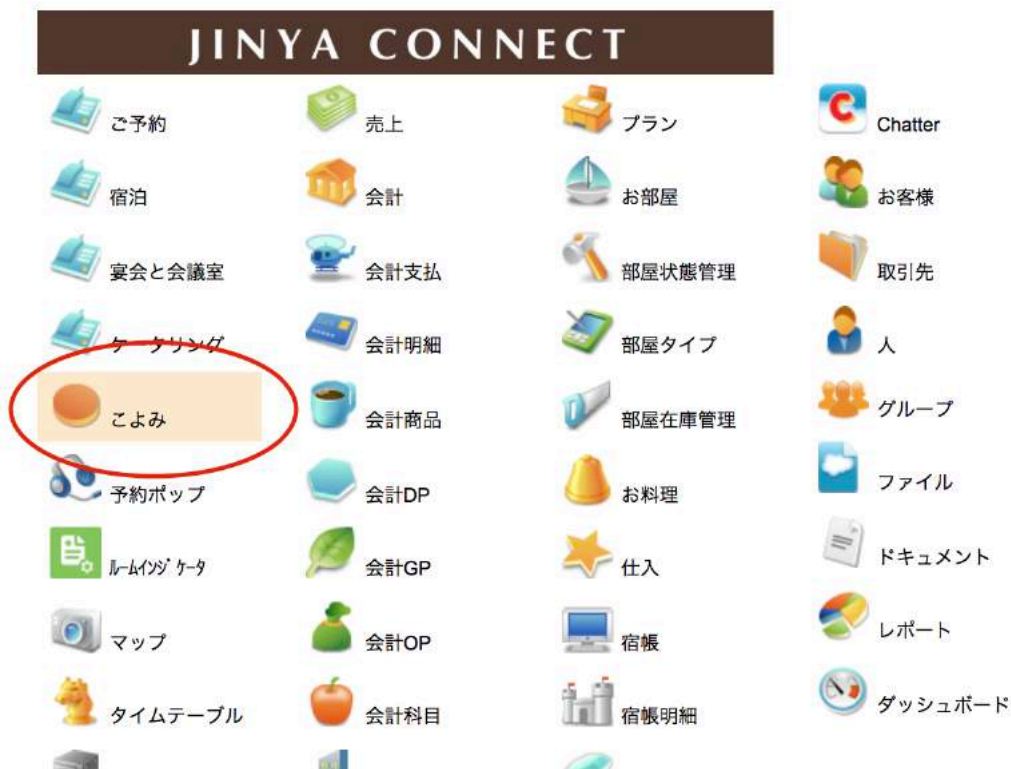 JINYA CONNECT
ご予約
売上
プラン
Chatter
宿泊
会計
お部屋
お客様
宴会と会議室
会計支払
部屋状態管理
取引先
ケータリング
会計明細
部屋タイプ
人
こよみ
会計商品
部屋在庫管理
グループ
予約ポップ
会計DP
お料理
ファイル
ﾙｰﾑｲﾝｼﾞｹｰﾀ
会計GP
仕入
ドキュメント
マップ
会計OP
宿帳
レポート
タイムテーブル
会計科目
宿帳明細
ダッシュボード